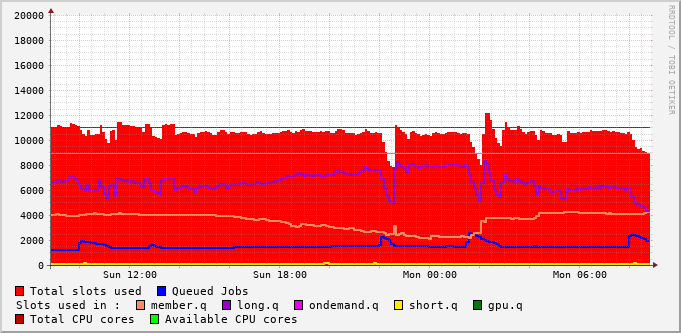 20000
18000
16000
14000
12000
10000
8000
6000
4000
2000
0
Sun 12:00 Sun 18:00 Mon 00:00 Mon 06:00
RRDTOOL / TOBI OETIKER
Total slots used Queued Jobs
Slots used in : member.q long.q ondemand.q short.q gpu.q
Total CPU cores Available CPU cores